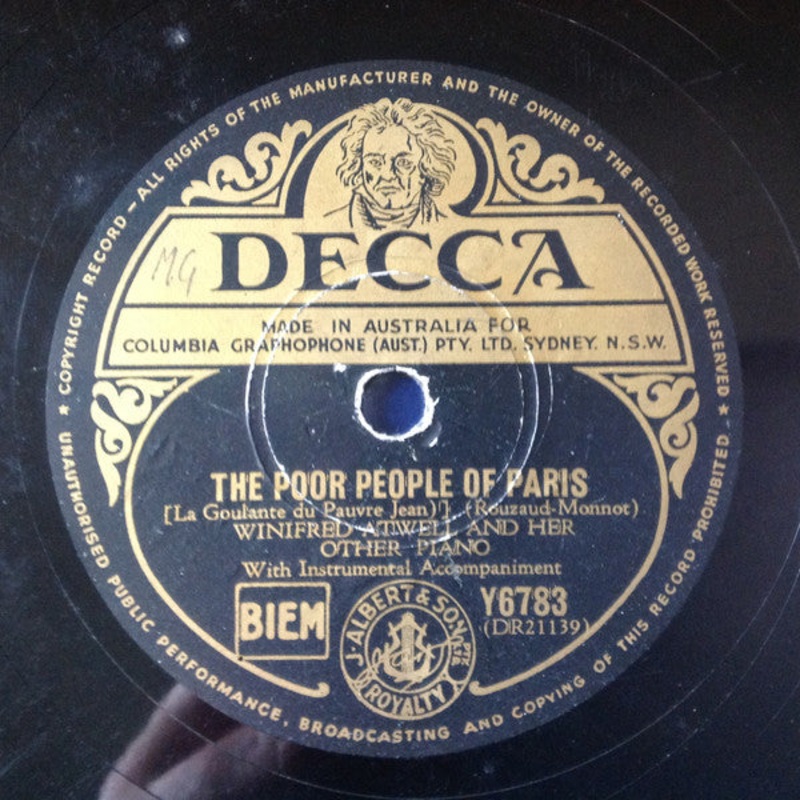 COPYRIGHT RECORD – ALL RIGHTS OF THE MANUFACTURER AND THE OWNER OF THE RECORDED WORK RESERVED ★
MG
DECCA
MADE IN AUSTRALIA FOR
COLUMBIA GRAPHOPHONE (AUST.) PTY. LTD. SYDNEY. N.S.W.
THE POOR PEOPLE OF PARIS
[La Goulante du Pauvre Jean)'] (Rouzaud-Monnot)
WINIFRED ATWELL AND HER
OTHER PIANO
With Instrumental Accompaniment
BIEM
J. ALBERT & SON PTY LTD
ROYALTY
Y6783
(DR21139)
★ UNAUTHORISED PUBLIC PERFORMANCE, BROADCASTING AND COPYING OF THIS RECORD PROHIBITED